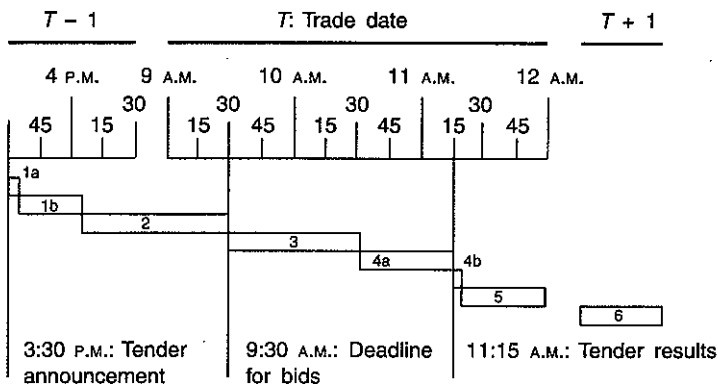 T – 1
T: Trade date
T + 1
4 P.M. 9 A.M. 10 A.M. 11 A.M. 12 A.M.
30 30 30 30
45 15 15 45 15 45 15 45
1a
1b
2
3
4a 4b
5
6
3:30 P.M.: Tender 9:30 A.M.: Deadline 11:15 A.M.: Tender results
announcement for bids